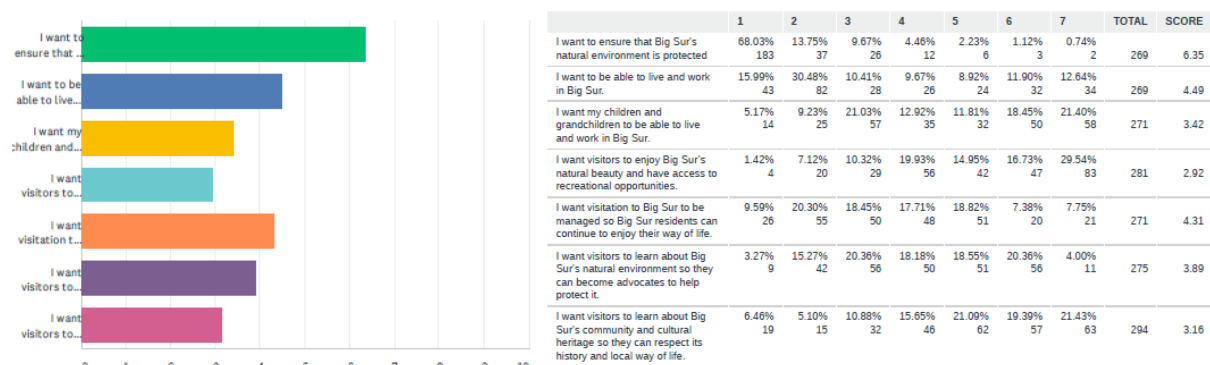 I want to
ensure that ...
I want to be
able to live...
I want my
children and...
I want
visitors to...
I want
visitation t...
I want
visitors to...
I want
visitors to...
0 1 2 3 4 5 6 7 8 9 10
1 2 3 4 5 6 7 TOTAL SCORE
I want to ensure that Big Sur's 68.03% 13.75% 9.67% 4.46% 2.23% 1.12% 0.74%
natural environment is protected 183 37 26 12 6 3 2 269 6.35
I want to be able to live and work 15.99% 30.48% 10.41% 9.67% 8.92% 11.90% 12.64%
in Big Sur. 43 82 28 26 24 32 34 269 4.49
I want my children and 5.17% 9.23% 21.03% 12.92% 11.81% 18.45% 21.40%
grandchildren to be able to live 14 25 57 35 32 50 58 271 3.42
and work in Big Sur.
I want visitors to enjoy Big Sur's 1.42% 7.12% 10.32% 19.93% 14.95% 16.73% 29.54%
natural beauty and have access to 4 20 29 56 42 47 83 281 2.92
recreational opportunities.
I want visitation to Big Sur to be 9.59% 20.30% 18.45% 17.71% 18.82% 7.38% 7.75%
managed so Big Sur residents can 26 55 50 48 51 20 21 271 4.31
continue to enjoy their way of life.
I want visitors to learn about Big 3.27% 15.27% 20.36% 18.18% 18.55% 20.36% 4.00%
Sur's natural environment so they 9 42 56 50 51 56 11 275 3.89
can become advocates to help
protect it.
I want visitors to learn about Big 6.46% 5.10% 10.88% 15.65% 21.09% 19.39% 21.43%
Sur's community and cultural 19 15 32 46 62 57 63 294 3.16
heritage so they can respect its
history and local way of life.